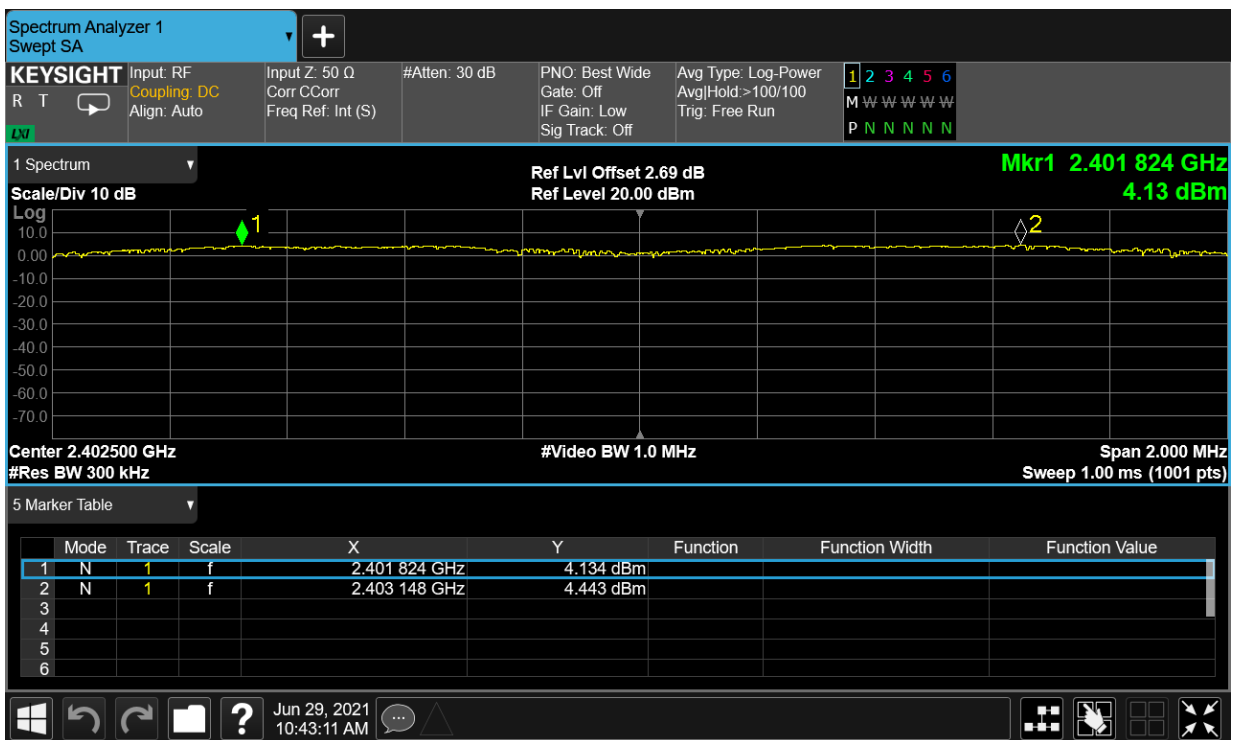 Spectrum Analyzer 1
Swept SA
+
KEYSIGHT
R T
LXI
Input: RF
Coupling: DC
Align: Auto
Input Z: 50 Ω
Corr CCorr
Freq Ref: Int (S)
#Atten: 30 dB
PNO: Best Wide
Gate: Off
IF Gain: Low
Sig Track: Off
Avg Type: Log-Power
Avg|Hold:>100/100
Trig: Free Run
1 2 3 4 5 6
M W W W W W
P N N N N N
1 Spectrum
Scale/Div 10 dB
Ref Lvl Offset 2.69 dB
Ref Level 20.00 dBm
Mkr1 2.401 824 GHz
4.13 dBm
Log
10.0
0.00
-10.0
-20.0
-30.0
-40.0
-50.0
-60.0
-70.0
1
2
Center 2.402500 GHz
#Res BW 300 kHz
#Video BW 1.0 MHz
Span 2.000 MHz
Sweep 1.00 ms (1001 pts)
5 Marker Table
Mode Trace Scale X Y Function Function Width Function Value
1 N 1 f 2.401 824 GHz 4.134 dBm
2 N 1 f 2.403 148 GHz 4.443 dBm
3
4
5
6
?
Jun 29, 2021
10:43:11 AM